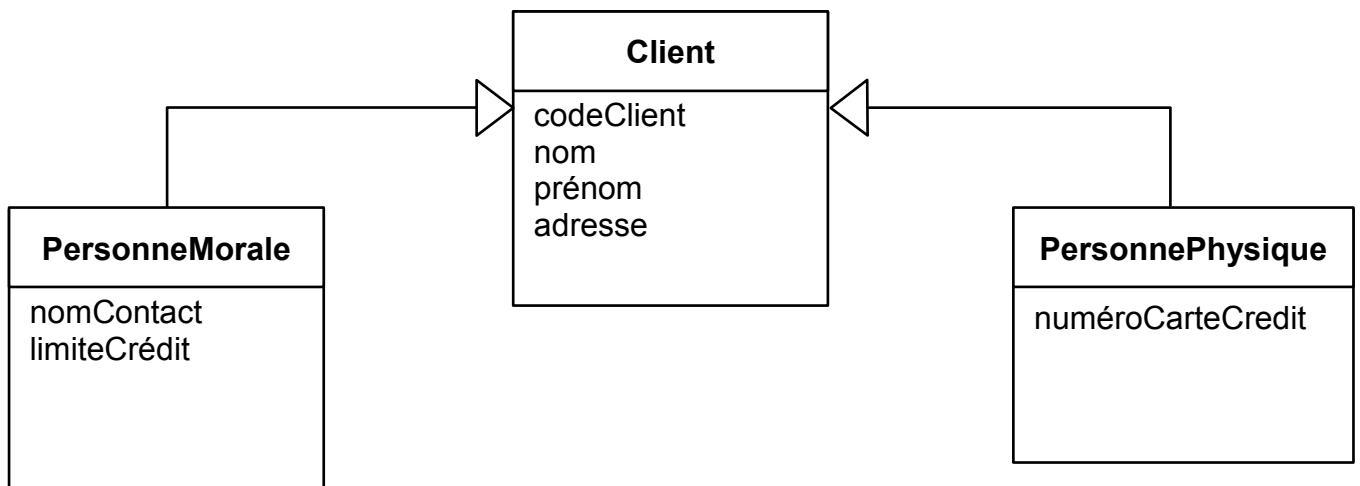 Client
codeClient
nom
prénom
adresse
PersonneMorale
nomContact
limiteCrédit
PersonnePhysique
numéroCarteCredit